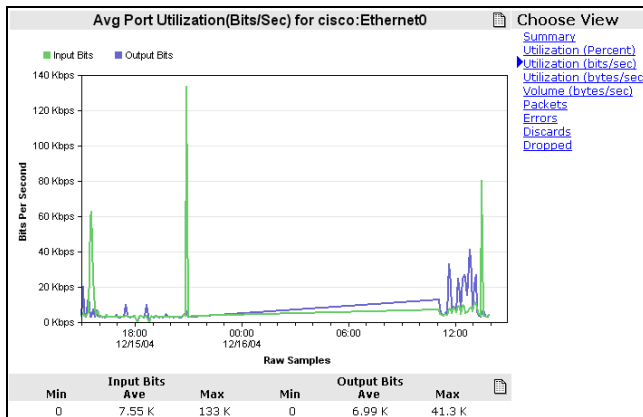 Avg Port Utilization(Bits/Sec) for cisco:Ethernet0
Choose View
Summary
Utilization (Percent)
Utilization (bits/sec)
Utilization (bytes/sec
Volume (bytes/sec)
Packets
Errors
Discards
Dropped
Input Bits Output Bits
140 Kbps
120 Kbps
100 Kbps
80 Kbps
60 Kbps
40 Kbps
20 Kbps
0 Kbps
Bits Per Second
18:00 00:00 06:00 12:00
12/15/04 12/16/04
Raw Samples
Input Bits Output Bits
Min Ave Max Min Ave Max
0 7.55 K 133 K 0 6.99 K 41.3 K